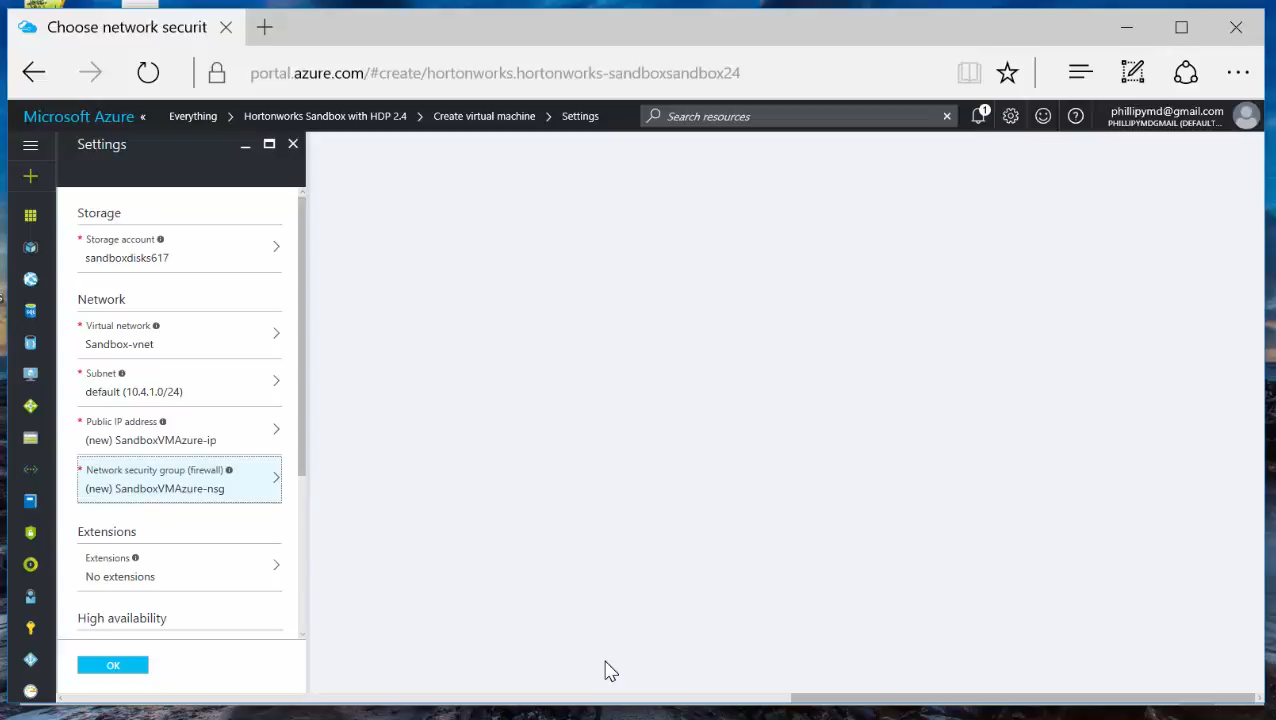 Choose network securit
portal.azure.com/#create/hortonworks.hortonworks-sandboxsandbox24
Microsoft Azure «
Everything > Hortonworks Sandbox with HDP 2.4 > Create virtual machine > Settings
Search resources
1
phillipymd@gmail.com
PHILLIPYMDGMAIL (DEFAULT...
Settings
Storage
* Storage account
sandboxdisks617
Network
* Virtual network
Sandbox-vnet
* Subnet
default (10.4.1.0/24)
* Public IP address
(new) SandboxVMAzure-ip
* Network security group (firewall)
(new) SandboxVMAzure-nsg
Extensions
Extensions
No extensions
High availability
OK